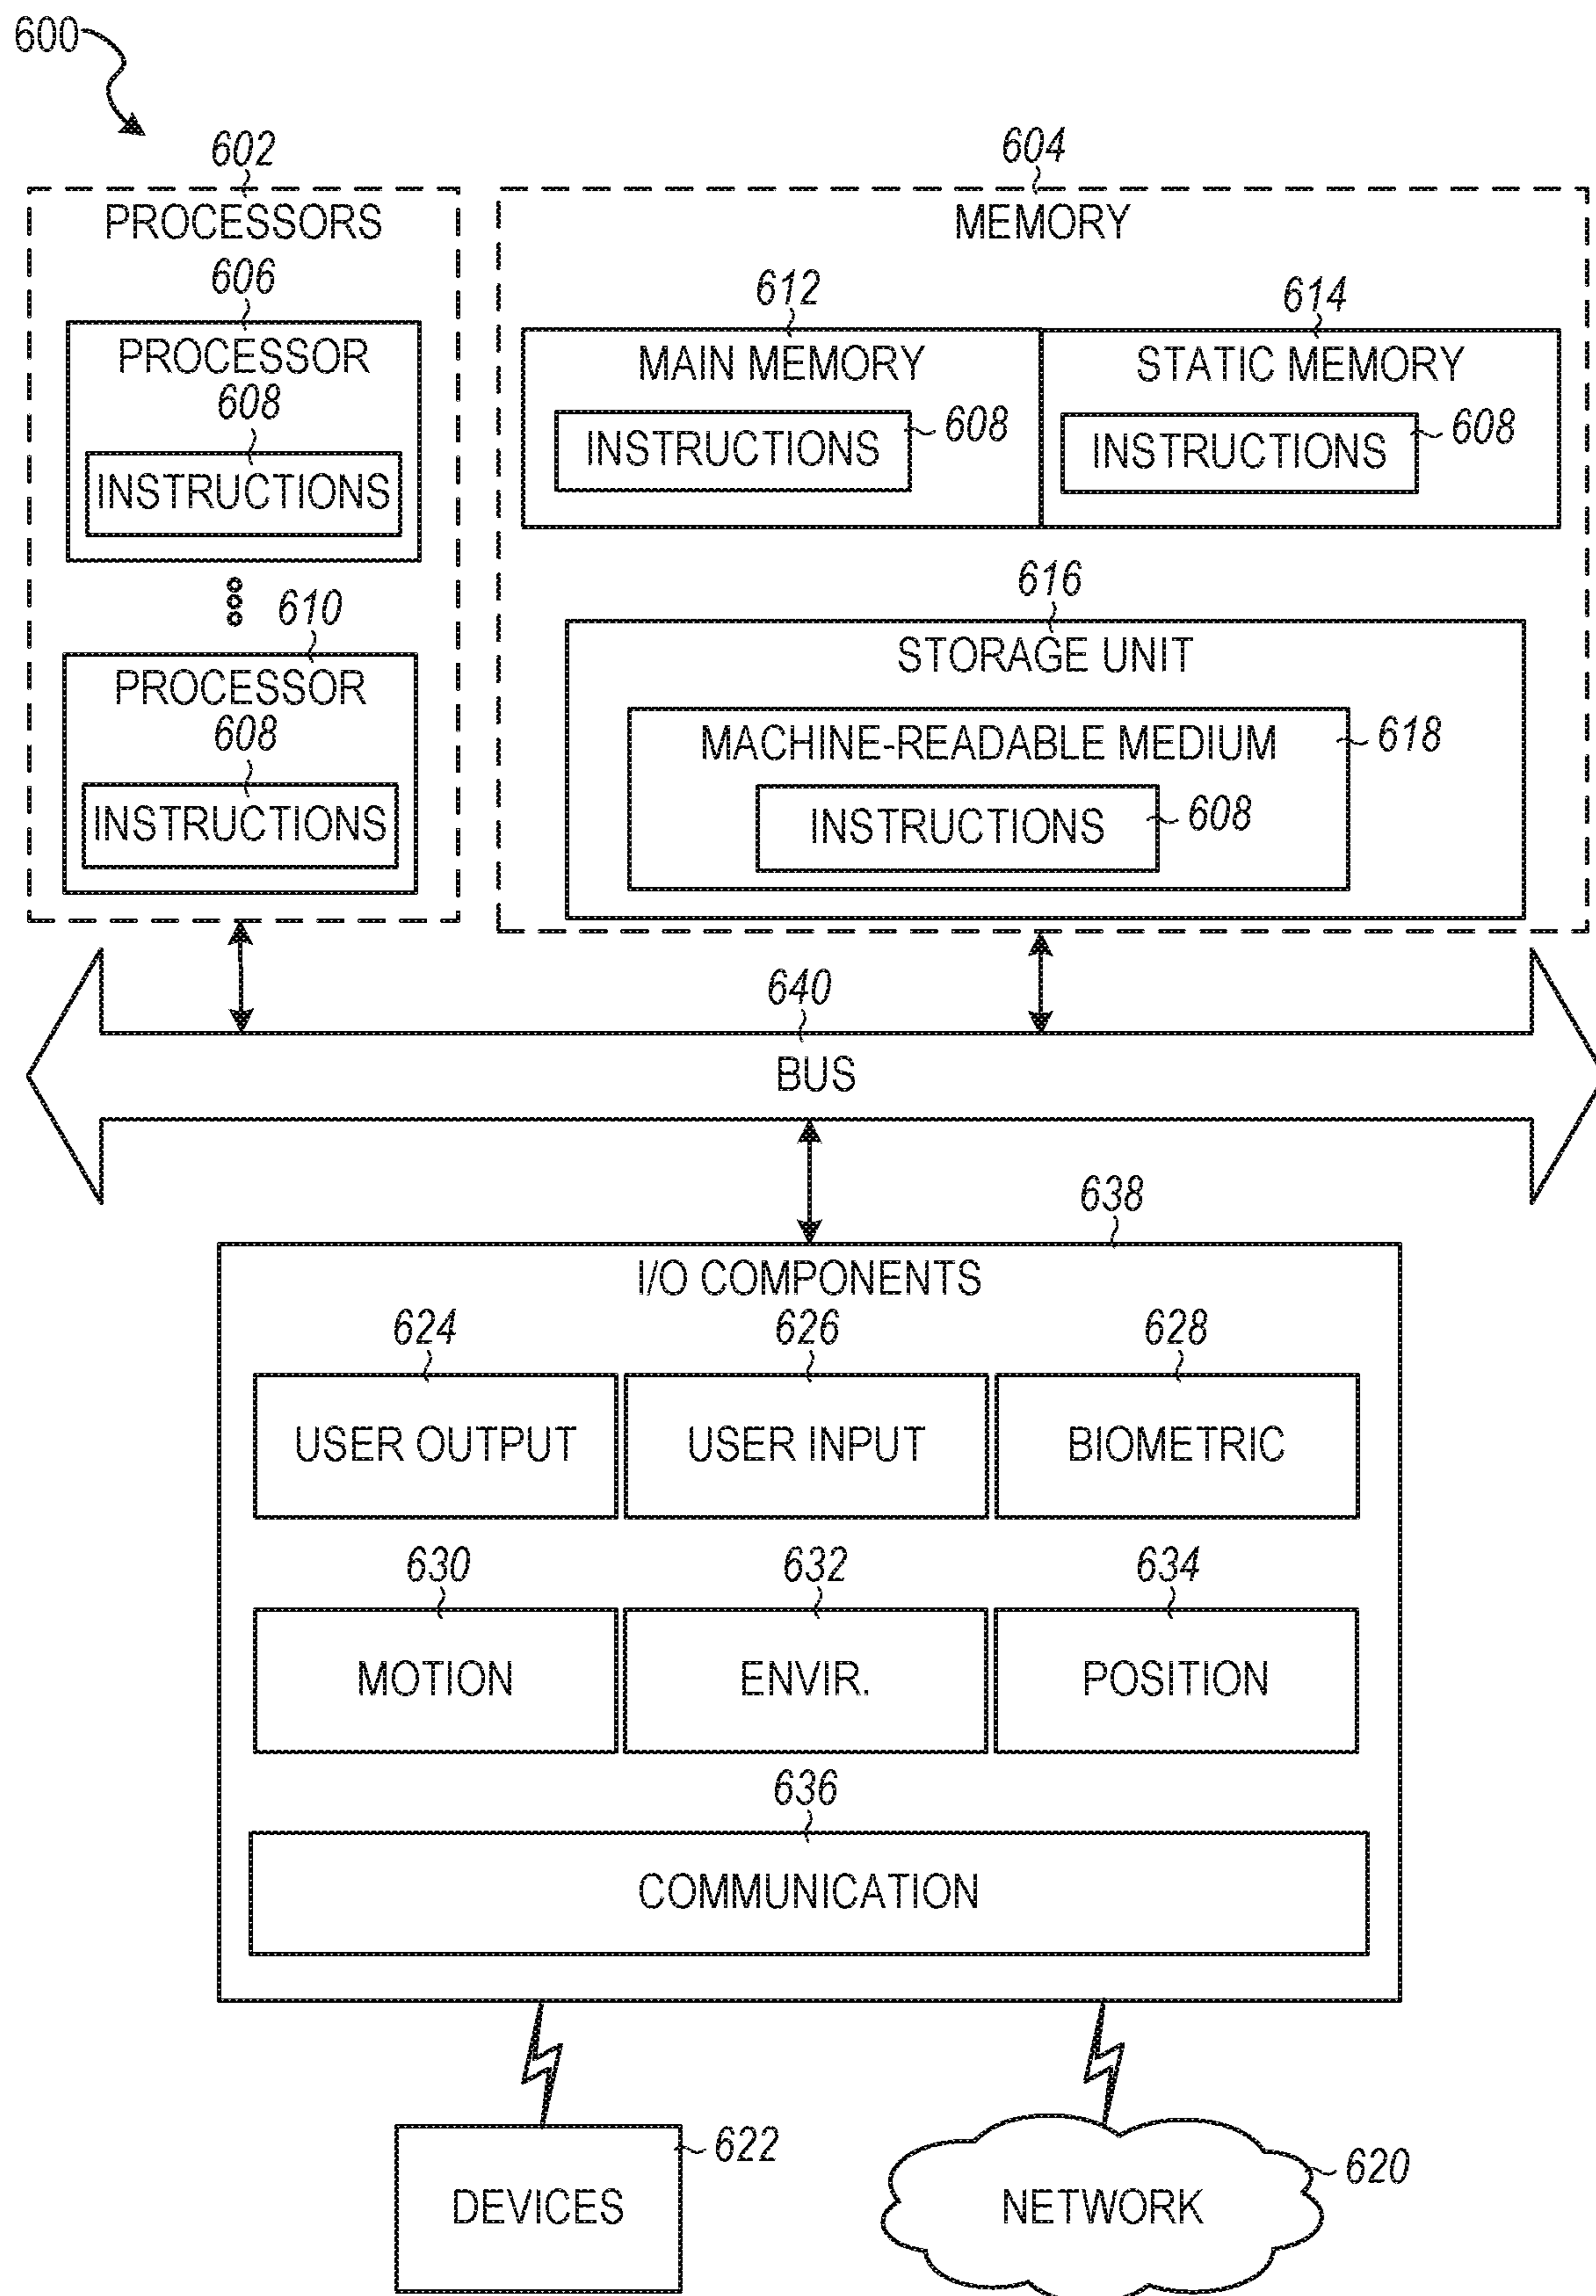 600
602
604
PROCESSORS
MEMORY
606
PROCESSOR
608
INSTRUCTIONS
610
PROCESSOR
608
INSTRUCTIONS
612
MAIN MEMORY
INSTRUCTIONS 608
614
STATIC MEMORY
INSTRUCTIONS 608
616
STORAGE UNIT
MACHINE-READABLE MEDIUM 618
INSTRUCTIONS 608
640
BUS
638
I/O COMPONENTS
624 626 628
USER OUTPUT USER INPUT BIOMETRIC
630 632 634
MOTION ENVIR. POSITION
636
COMMUNICATION
622
DEVICES
620
NETWORK